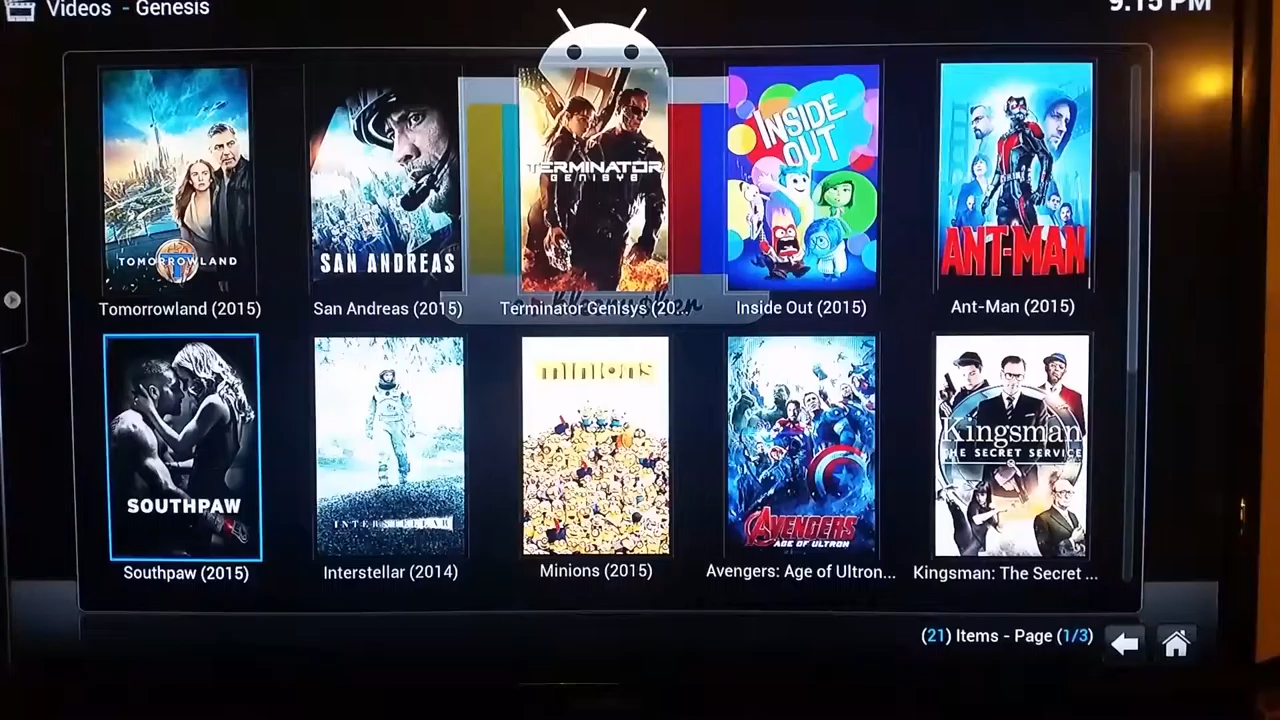 Videos - Genesis
9:15 PM
TOMORROWLAND
SAN ANDREAS
TERMINATOR
GENISYS
INSIDE
OUT
ANT-MAN
Tomorrowland (2015)
San Andreas (2015)
Terminator Genisys (20...
Inside Out (2015)
Ant-Man (2015)
SOUTHPAW
INTERSTELLAR
minions
AVENGERS
AGE OF ULTRON
Kingsman
THE SECRET SERVICE
Southpaw (2015)
Interstellar (2014)
Minions (2015)
Avengers: Age of Ultron...
Kingsman: The Secret ...
(21) Items - Page (1/3)